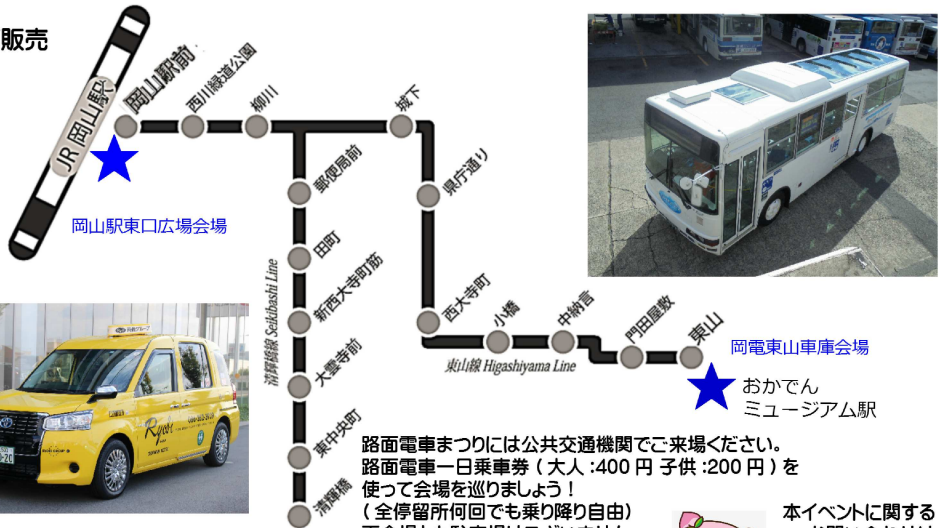 販売
JR 岡山駅
岡山駅前
西川緑道公園
柳川
城下
県庁通り
郵便局前
田町
新西大寺町筋
大雲寺前
東中央町
清輝橋
西大寺町
小橋
中納言
門田屋敷
東山
清輝橋線 Seikibashi Line
東山線 Higashiyama Line
岡山駅東口広場会場
岡電東山車庫会場
おかでん
ミュージアム駅
Ryobi
路面電車まつりには公共交通機関でご来場ください。
路面電車一日乗車券 ( 大人 :400 円 子供 :200 円 ) を
使って会場を巡りましょう！
( 全停留所何回でも乗り降り自由)
本イベントに関する